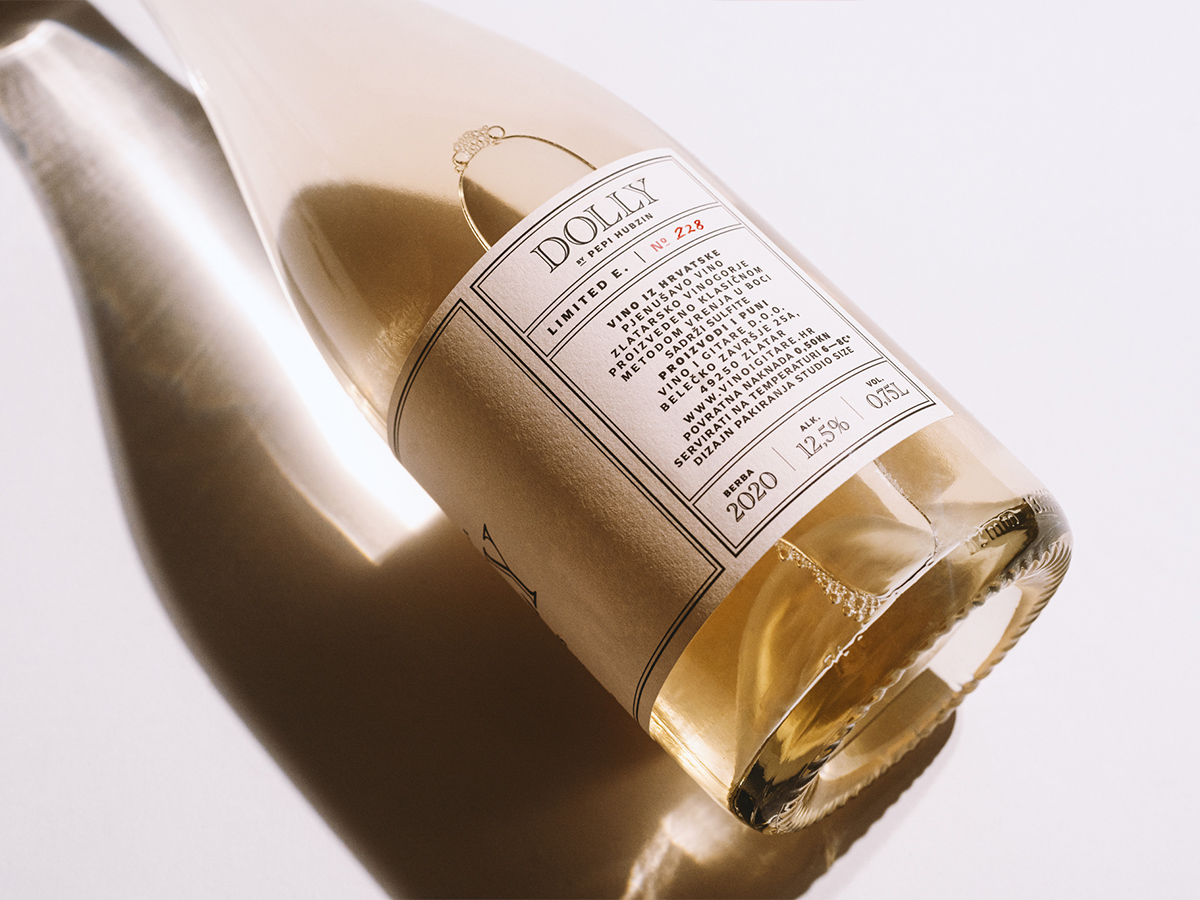 DOLLY
BY PEPI HUBZIN
LIMITED E. | Nº 228
VINO IZ HRVATSKE
PJENUŠAVO VINO
ZLATARSKO VINOGORJE
PROIZVEDENO KLASIČNOM
METODOM VRENJA U BOCI
SADRŽI SULFITE
PROIZVODI I PUNI
VINO I GITARE D.O.O.
BELEČKO ZAVRŠJE 25A,
49250 ZLATAR,
WWW.VINOIGITARE.HR
POVRATNA NAKNADA 0,50KN
SERVIRATI NA TEMPERATURI 6—8C°
DIZAJN PAKIRANJA STUDIO SIZE
BERBA
2020
ALK.
12,5%
VOL.
0.75L